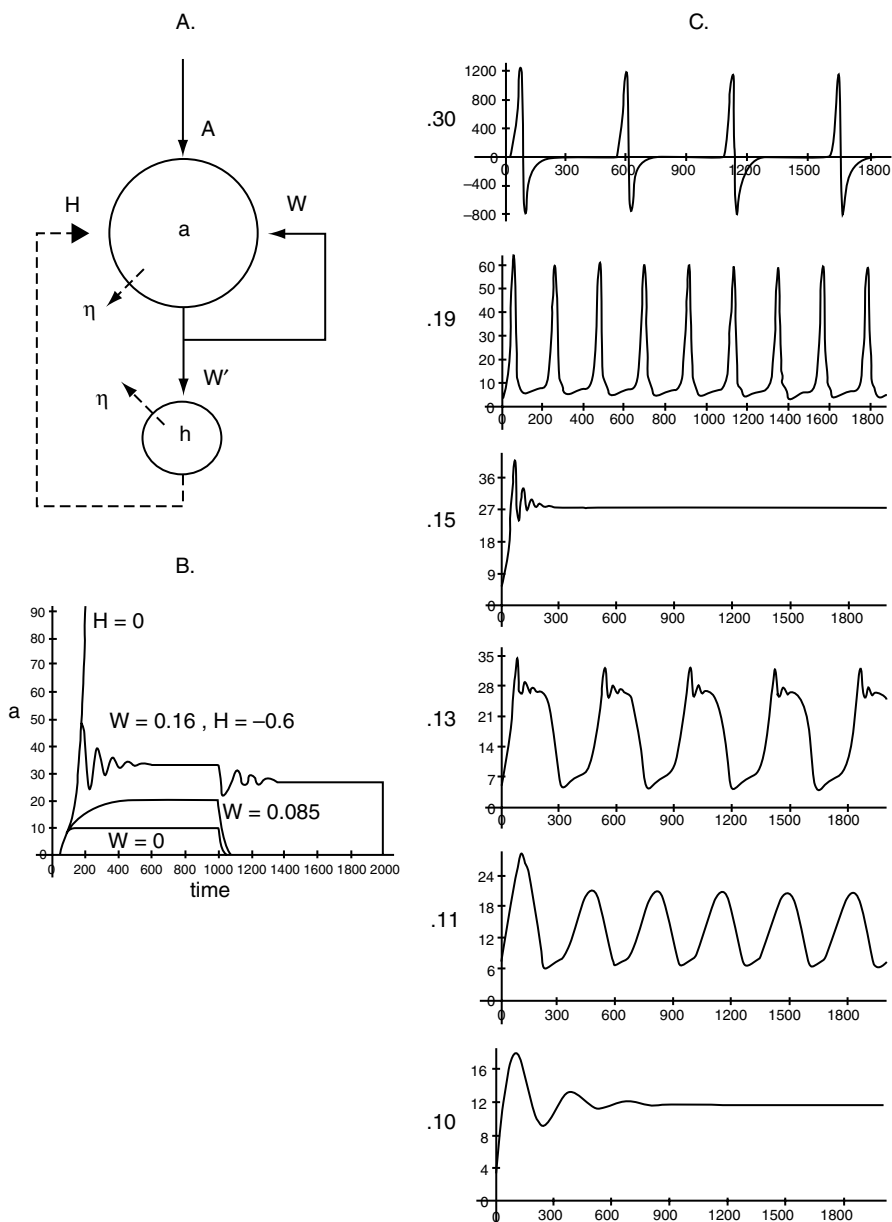 A.
A
H
W
a
η
W′
η
h
B.
90
80
70
60
50
40
30
20
10
0
a
H = 0
W = 0.16 , H = –0.6
W = 0.085
W = 0
0 200 400 600 800 1000 1200 1400 1600 1800 2000
time
C.
.30
1200
800
400
0
–400
–800
0 300 600 900 1200 1500 1800
.19
60
50
40
30
20
10
0
0 200 400 600 800 1000 1200 1400 1600 1800
.15
36
27
18
9
0
0 300 600 900 1200 1500 1800
.13
35
28
21
14
7
0
0 300 600 900 1200 1500 1800
.11
24
18
12
6
0
0 300 600 900 1200 1500 1800
.10
16
12
8
4
0
0 300 600 900 1200 1500 1800